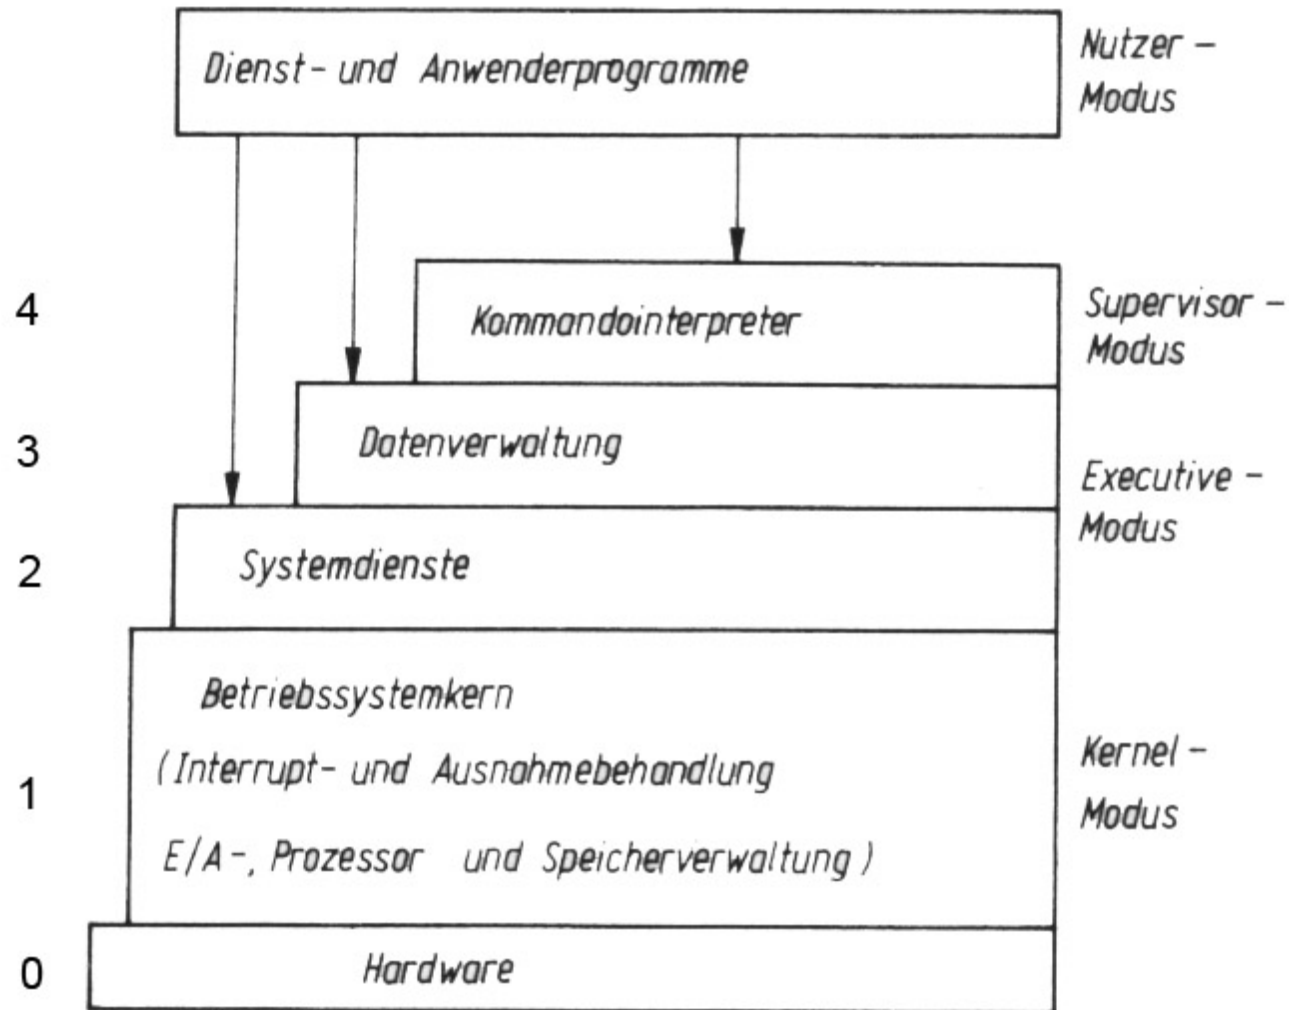 Dienst- und Anwenderprogramme
Nutzer-
Modus
4
Kommandointerpreter
Supervisor-
Modus
3
Datenverwaltung
Executive-
Modus
2
Systemdienste
Betriebssystemkern
(Interrupt- und Ausnahmebehandlung
E/A-, Prozessor und Speicherverwaltung)
1
Kernel-
Modus
0
Hardware